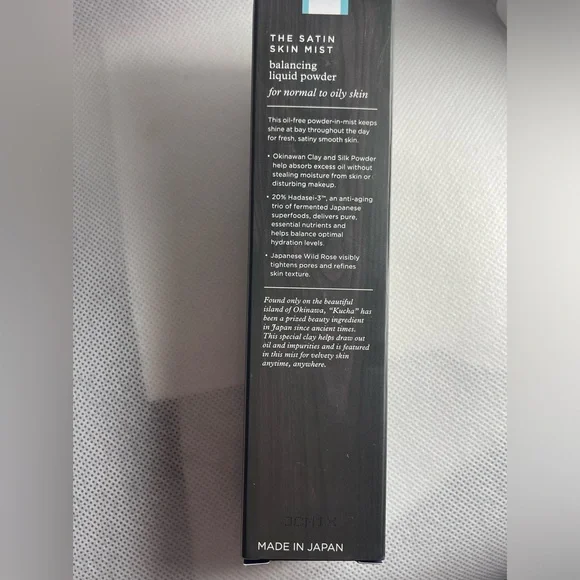 THE SATIN
SKIN MIST
balancing
liquid powder
for normal to oily skin
This oil-free powder-in-mist keeps
shine at bay throughout the day
for fresh, satiny smooth skin.
• Okinawan Clay and Silk Powder
help absorb excess oil without
stealing moisture from skin or
disturbing makeup.
• 20% Hadasei-3™, an anti-aging
trio of fermented Japanese
superfoods, delivers pure,
essential nutrients and
helps balance optimal
hydration levels.
• Japanese Wild Rose visibly
tightens pores and refines
skin texture.
Found only on the beautiful
island of Okinawa, “Kucha” has
been a prized beauty ingredient
in Japan since ancient times.
This special clay helps draw out
oil and impurities and is featured
in this mist for velvety skin
anytime, anywhere.
MADE IN JAPAN